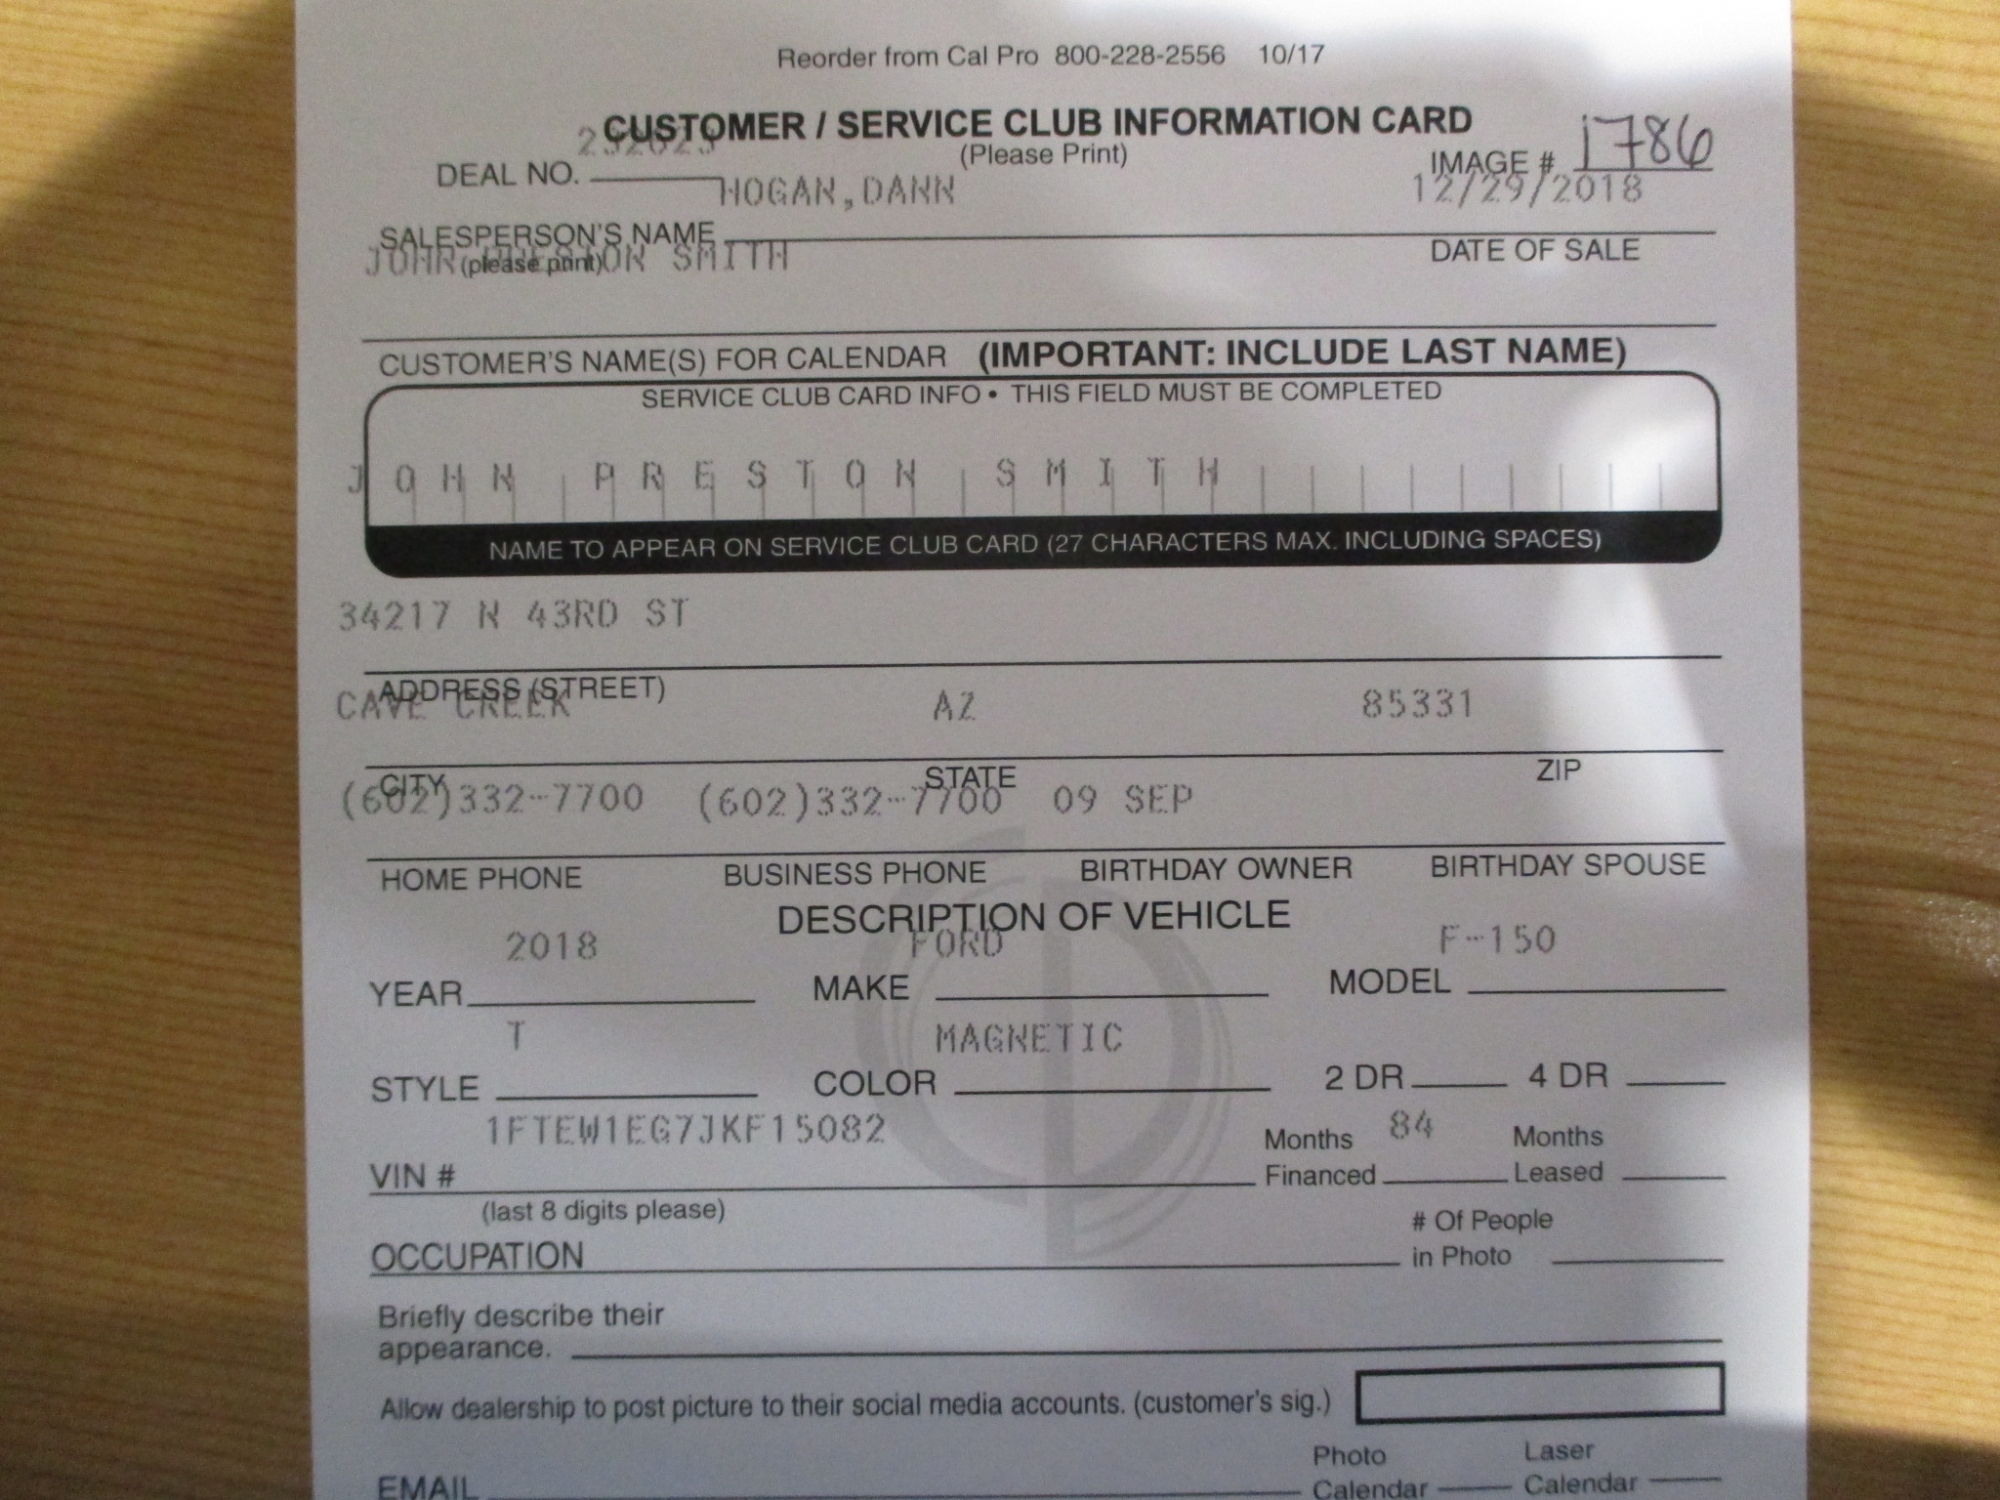 Reorder from Cal Pro 800-228-2556 10/17
CUSTOMER / SERVICE CLUB INFORMATION CARD
(Please Print)
DEAL NO. 232623
IMAGE # 1786
HOGAN,DANN 12/29/2018
SALESPERSON'S NAME
(please print)
DATE OF SALE
JOHN PRESTON SMITH
CUSTOMER'S NAME(S) FOR CALENDAR (IMPORTANT: INCLUDE LAST NAME)
SERVICE CLUB CARD INFO • THIS FIELD MUST BE COMPLETED
JOHN PRESTON SMITH
NAME TO APPEAR ON SERVICE CLUB CARD (27 CHARACTERS MAX. INCLUDING SPACES)
34217 N 43RD ST
ADDRESS (STREET)
CAVE CREEK AZ 85331
CITY STATE ZIP
(602)332-7700 (602)332-7700 09 SEP
HOME PHONE BUSINESS PHONE BIRTHDAY OWNER BIRTHDAY SPOUSE
DESCRIPTION OF VEHICLE
2018 FORD F-150
YEAR MAKE MODEL
T MAGNETIC
STYLE COLOR 2 DR 4 DR
1FTEW1EG7JKF15082
VIN #
(last 8 digits please)
Months Financed 84
Months Leased
OCCUPATION
# Of People in Photo
Briefly describe their
appearance.
Allow dealership to post picture to their social media accounts. (customer's sig.)
EMAIL
Photo Calendar
Laser Calendar